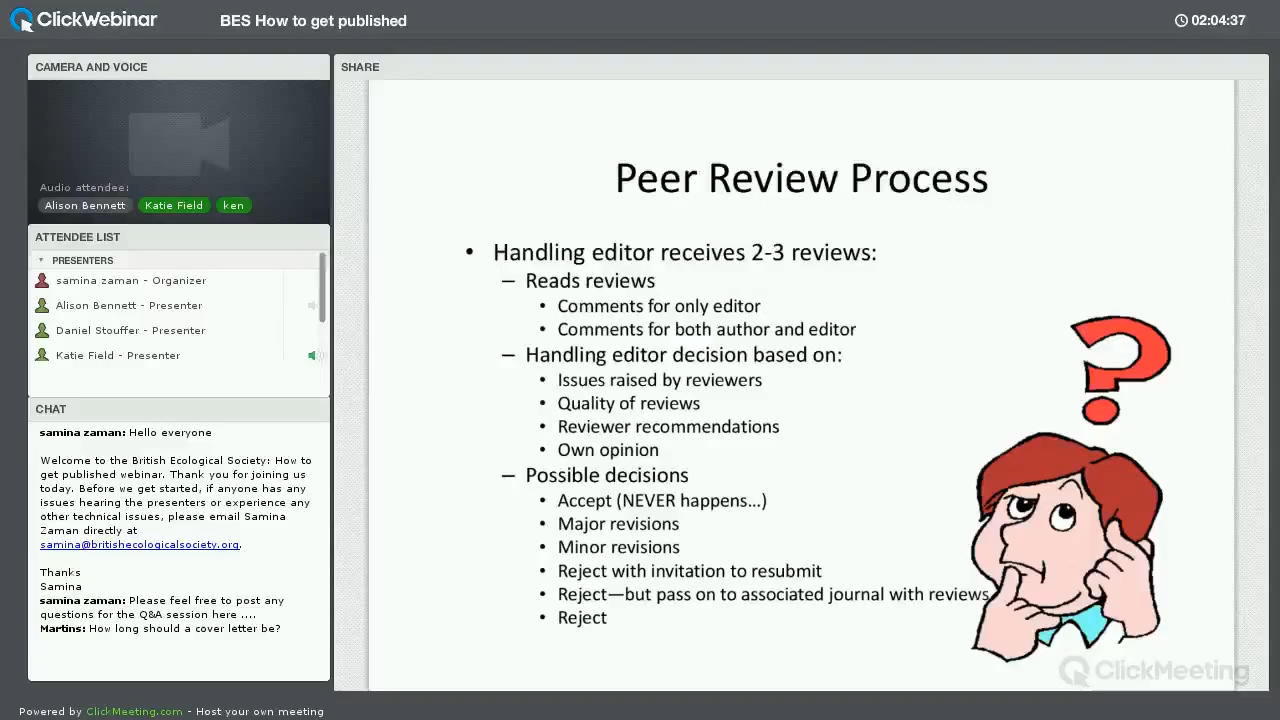 ClickWebinar
BES How to get published
02:04:37
CAMERA AND VOICE
Audio attendee:
Alison Bennett
Katie Field
ken
ATTENDEE LIST
PRESENTERS
samina zaman - Organizer
Alison Bennett - Presenter
Daniel Stouffer - Presenter
Katie Field - Presenter
CHAT
samina zaman: Hello everyone
Welcome to the British Ecological Society: How
to get published webinar. Thank you for joining us
today. Before we get started, if anyone has any
issues hearing the presenters or experience any
other technical issues, please email Samina
Zaman directly at
samina@britishecologicalsociety.org.
Thanks
Samina
samina zaman: Please feel free to post any
questions for the Q&A session here ....
Martins: How long should a cover letter be?
SHARE
Peer Review Process
• Handling editor receives 2-3 reviews:
– Reads reviews
• Comments for only editor
• Comments for both author and editor
– Handling editor decision based on:
• Issues raised by reviewers
• Quality of reviews
• Reviewer recommendations
• Own opinion
– Possible decisions
• Accept (NEVER happens...)
• Major revisions
• Minor revisions
• Reject with invitation to resubmit
• Reject—but pass on to associated journal with reviews
• Reject
?
ClickMeeting
Powered by ClickMeeting.com - Host your own meeting